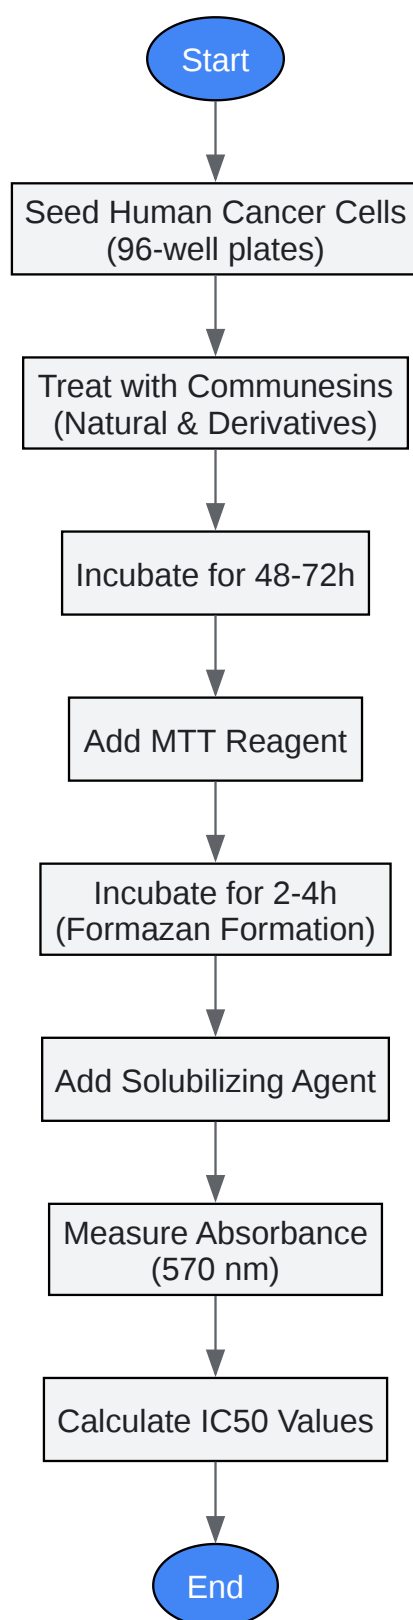 Start
Seed Human Cancer Cells
(96-well plates)
Treat with Communesins
(Natural & Derivatives)
Incubate for 48-72h
Add MTT Reagent
Incubate for 2-4h
(Formazan Formation)
Add Solubilizing Agent
Measure Absorbance
(570 nm)
Calculate IC50 Values
End